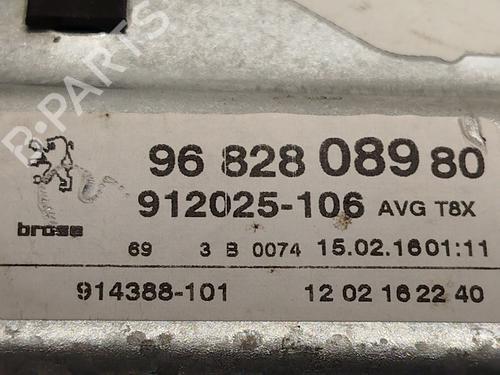 B-PARTS
96 828 089 80
912025-106 AVG T8X
brose
69 3 B 0074 15.02.16 01:11
914388-101 12 02 16 22 40